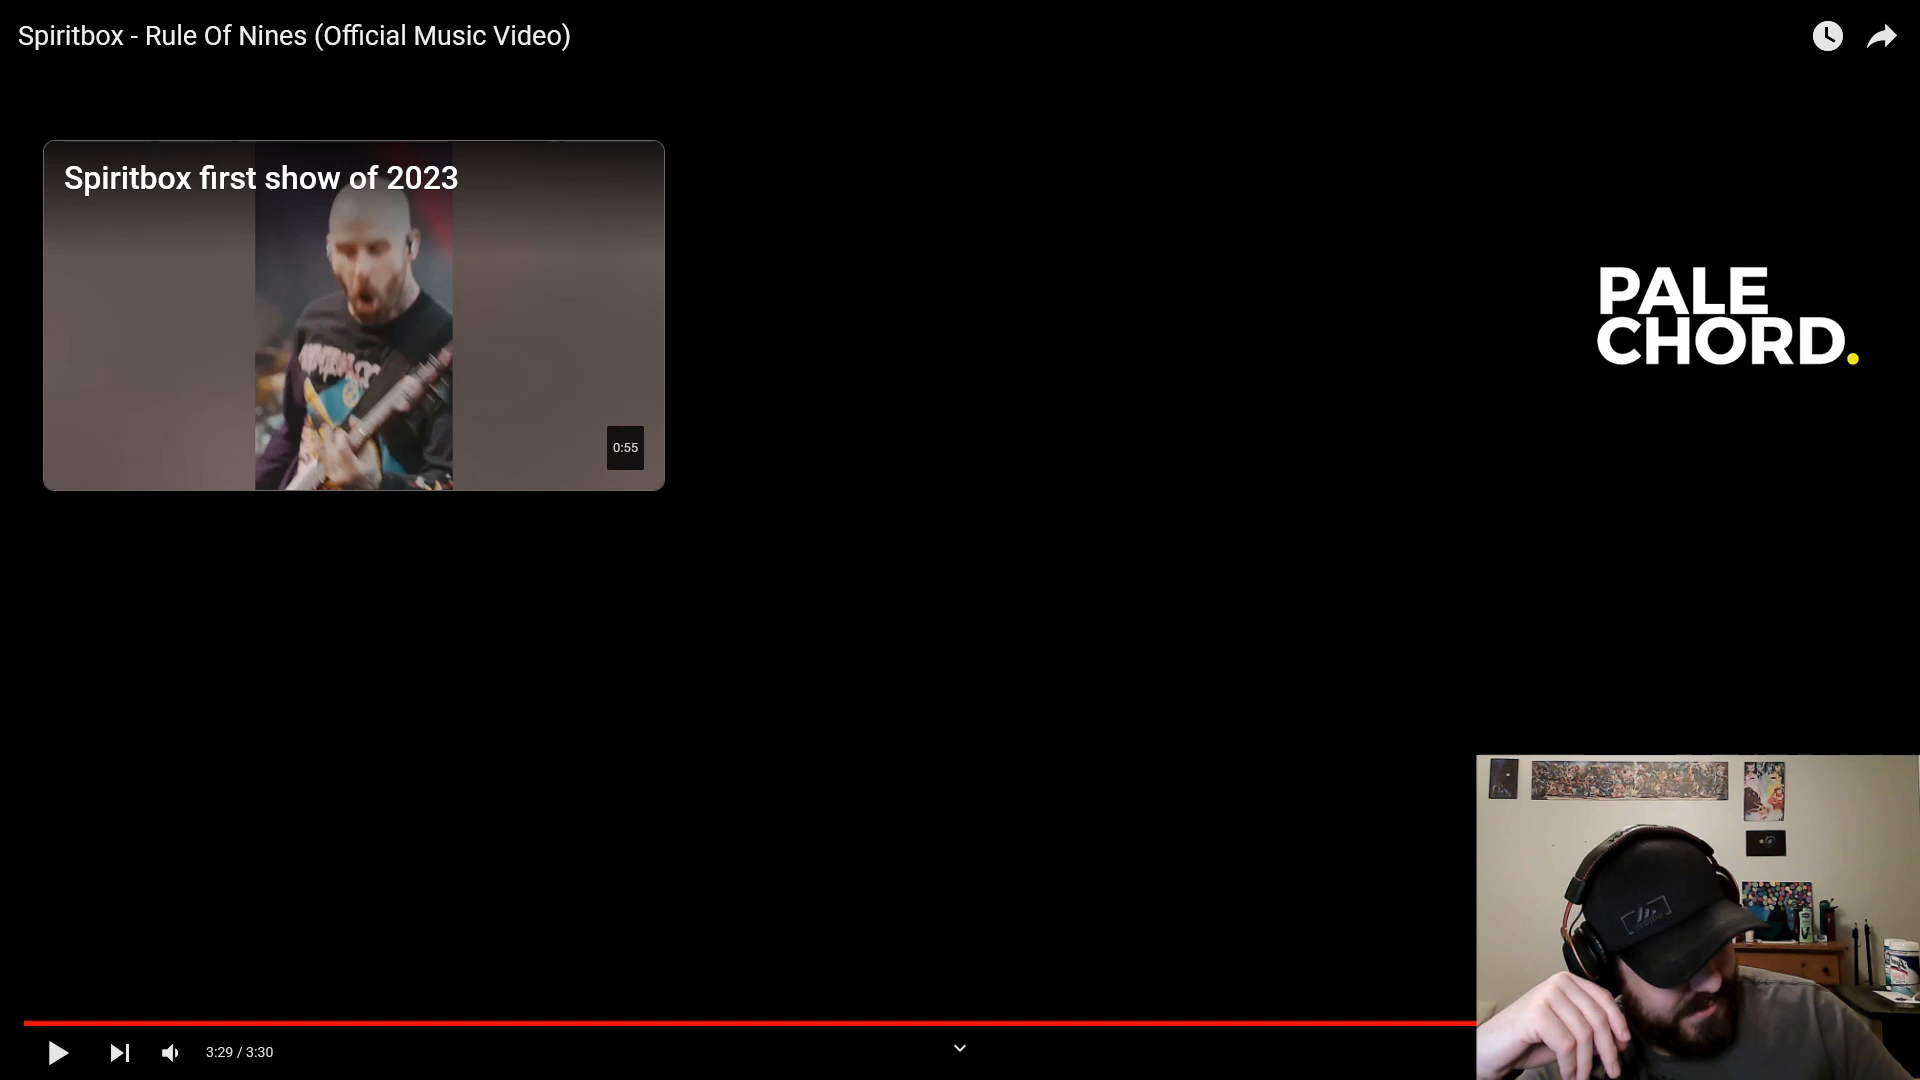 Spiritbox - Rule Of Nines (Official Music Video)
Spiritbox first show of 2023
0:55
PALE
CHORD.
3:29 / 3:30